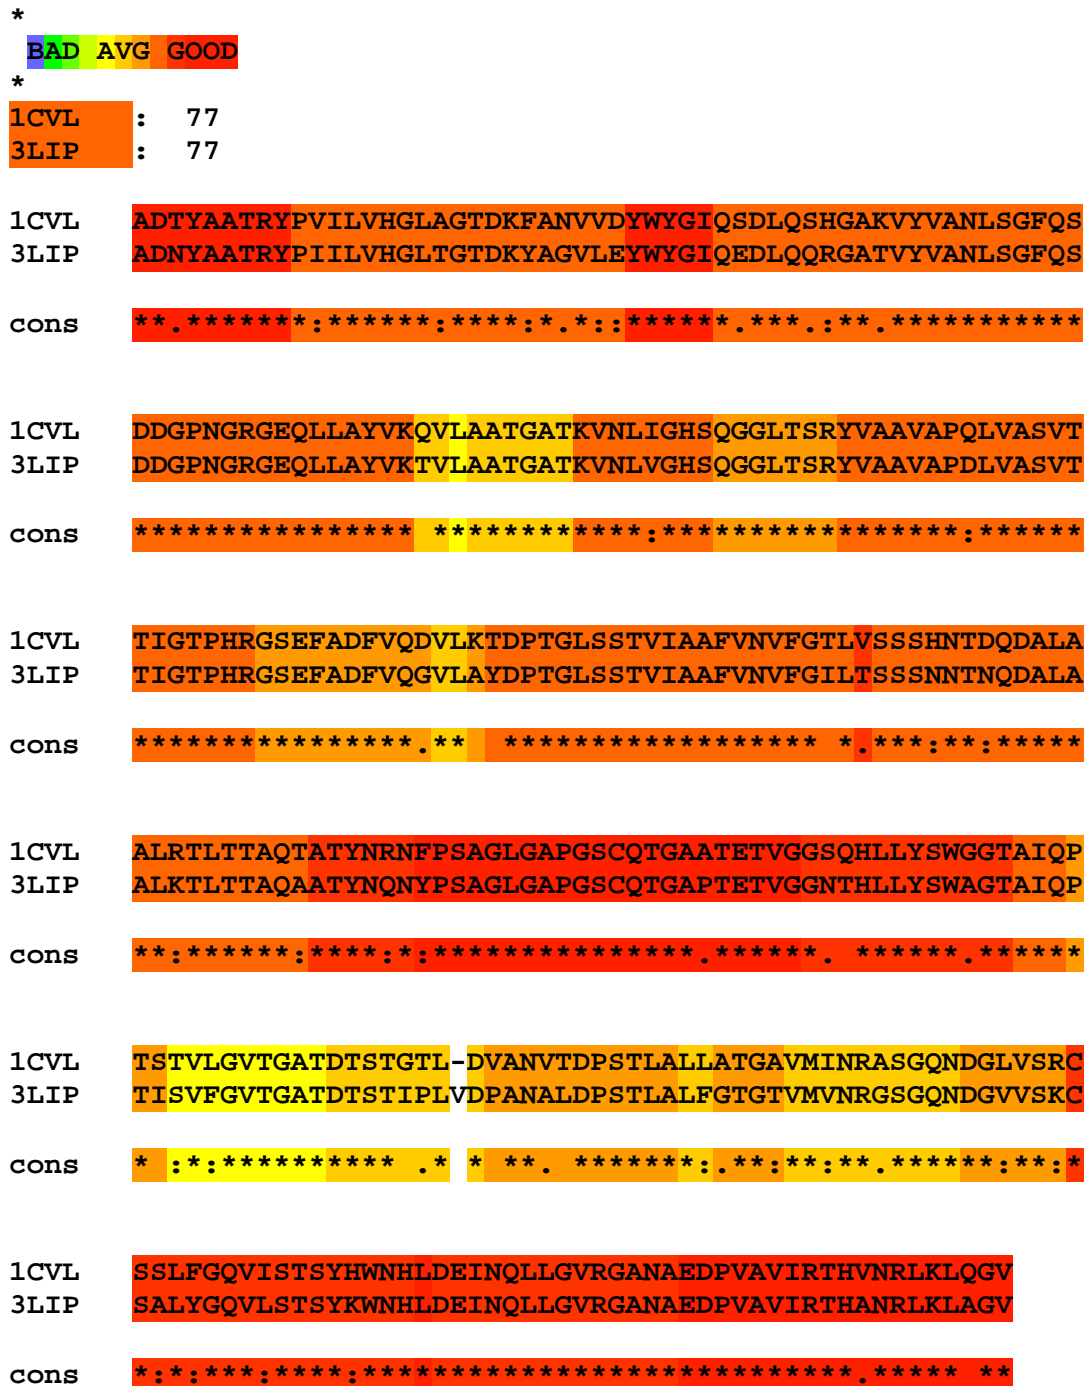 *
BAD AVG GOOD
*
1CVL : 77
3LIP : 77
1CVL ADTYAATRYPVILVHGLAGTDKFANVVDYWYGIQSDLQSHGAKVYVANLSGFQS
3LIP ADNYAATRYPIILVHGLTGTDKYAGVLEYWYGIQEDLQQRGATVYVANLSGFQS
cons **.*******:******:****:*.*::******.***.:**.***********
1CVL DDGPNGRGEQLLAYVKQVLAATGATKVNLIGHSQGGLTSRYVAAVAPQLVASVT
3LIP DDGPNGRGEQLLAYVKTVLAATGATKVNLVGHSQGGLTSRYVAAVAPDLVASVT
cons **************** ************:*****************:******
1CVL TIGTPHRGSEFADFVQDVLKTDPTGLSSTVIAAFVNVFGTLVSSSHNTDQDALA
3LIP TIGTPHRGSEFADFVQGVLAYDPTGLSSTVIAAFVNVFGILTSSSNNTNQDALA
cons ****************.**  ****************** *.***:**:*****
1CVL ALRTLTTAQTATYNRNFPSAGLGAPGSCQTGAATETVGGSQHLLYSWGGTAIQP
3LIP ALKTLTTAQAATYNQNYPSAGLGAPGSCQTGAPTETVGGNTHLLYSWAGTAIQP
cons **:******:****:*:***************.******. ******.******
1CVL TSTVLGVTGATDTSTGTL-DVANVTDPSTLALLATGAVMINRASGQNDGLVSRC
3LIP TISVFGVTGATDTSTIPLVDPANALDPSTLALFGTGTVMVNRGSGQNDGVVSKC
cons * :*:********** .* * **. *******:.**:**:**.******:**:*
1CVL SSLFGQVISTSYHWNHLDEINQLLGVRGANAEDPVAVIRTHVNRLKLQGV
3LIP SALYGQVLSTSYKWNHLDEINQLLGVRGANAEDPVAVIRTHANRLKLAGV
cons *:*:***:****:****************************.***** **